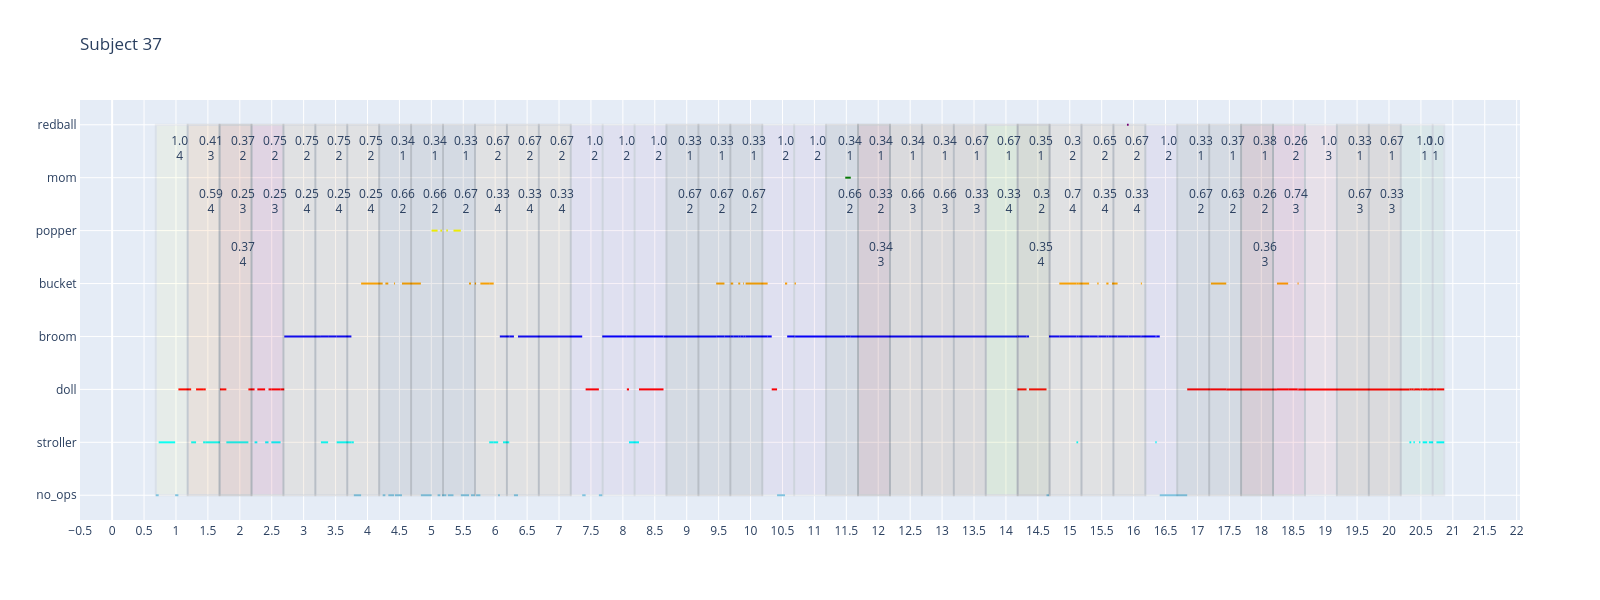 Subject 37
redball
1.0 0.41 0.37 0.75 0.75 0.75 0.75 0.34 0.34 0.33 0.67 0.67 0.67 1.0 1.0 1.0 0.33 0.33 0.33 1.0 1.0 0.34 0.34 0.34 0.34 0.67 0.67 0.35 0.3 0.65 0.67 1.0 0.33 0.37 0.38 0.26 1.0 0.33 0.67 1.0 1.0
4 3 2 2 2 2 2 1 1 1 2 2 2 2 2 2 1 1 1 2 2 1 1 1 1 1 1 1 2 2 2 2 1 1 1 2 3 1 1 1 1
mom
0.59 0.25 0.25 0.25 0.25 0.25 0.66 0.66 0.67 0.33 0.33 0.33 0.67 0.67 0.67 0.66 0.33 0.66 0.66 0.33 0.33 0.3 0.7 0.35 0.33 0.67 0.63 0.26 0.74 0.67 0.33
4 3 3 4 4 4 2 2 2 4 4 4 2 2 2 2 2 3 3 3 4 2 4 4 4 2 2 2 3 3 3
popper
0.37 0.34 0.35 0.36
4 3 4 3
bucket
broom
doll
stroller
no_ops
−0.5 0 0.5 1 1.5 2 2.5 3 3.5 4 4.5 5 5.5 6 6.5 7 7.5 8 8.5 9 9.5 10 10.5 11 11.5 12 12.5 13 13.5 14 14.5 15 15.5 16 16.5 17 17.5 18 18.5 19 19.5 20 20.5 21 21.5 22